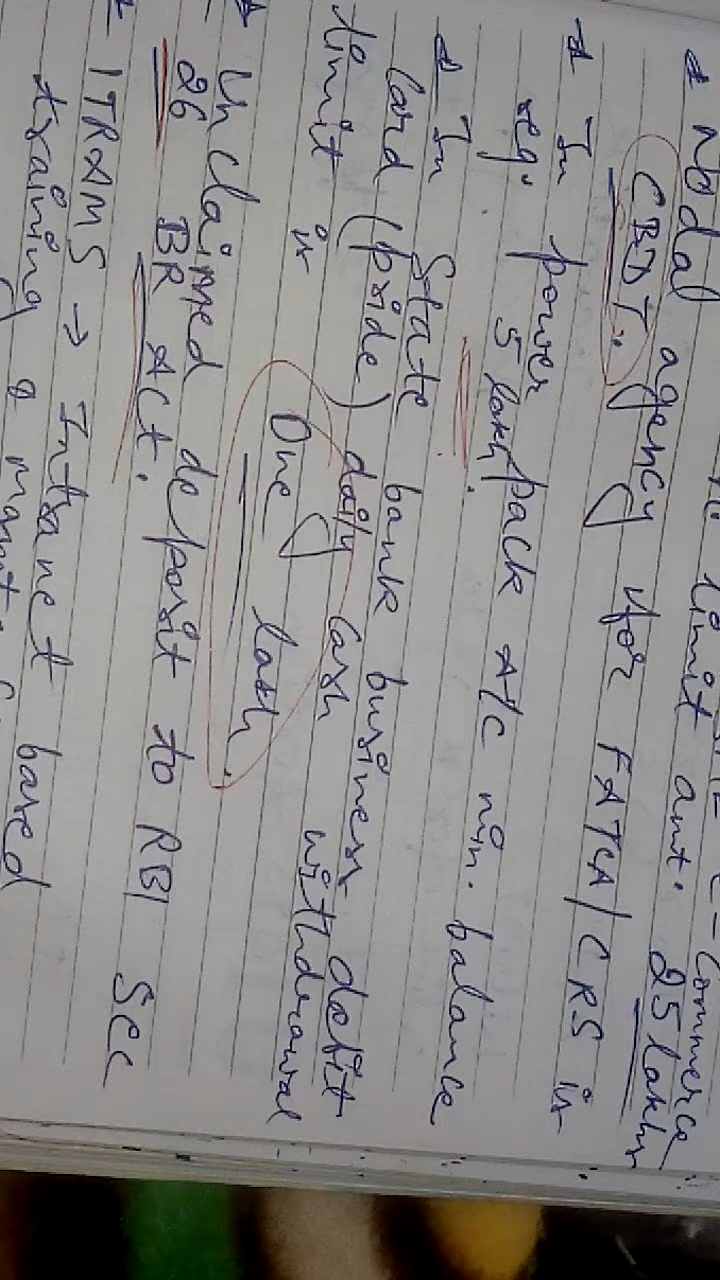 limit amt. 25 lakhs
Nodal agency for FATCA/CRS is
CBDT.
In power pack A/c min. balance
req. 5 lakh.
In State bank business debit
Card (pride) daily cash withdrawal
limit is One lakh.
Unclaimed deposit to RBI Sec
26 BR Act.
ITRAMS → Intranet based
training &